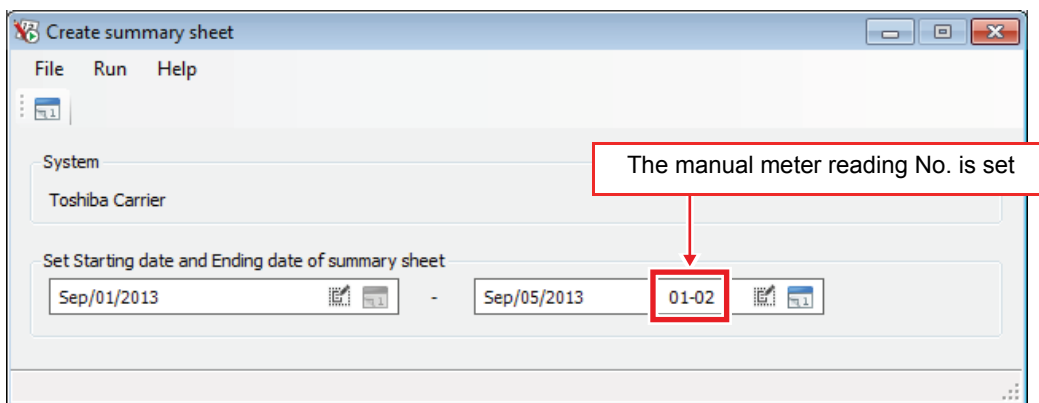 Create summary sheet
File Run Help
System
The manual meter reading No. is set
Toshiba Carrier
Set Starting date and Ending date of summary sheet
Sep/01/2013 - Sep/05/2013 01-02